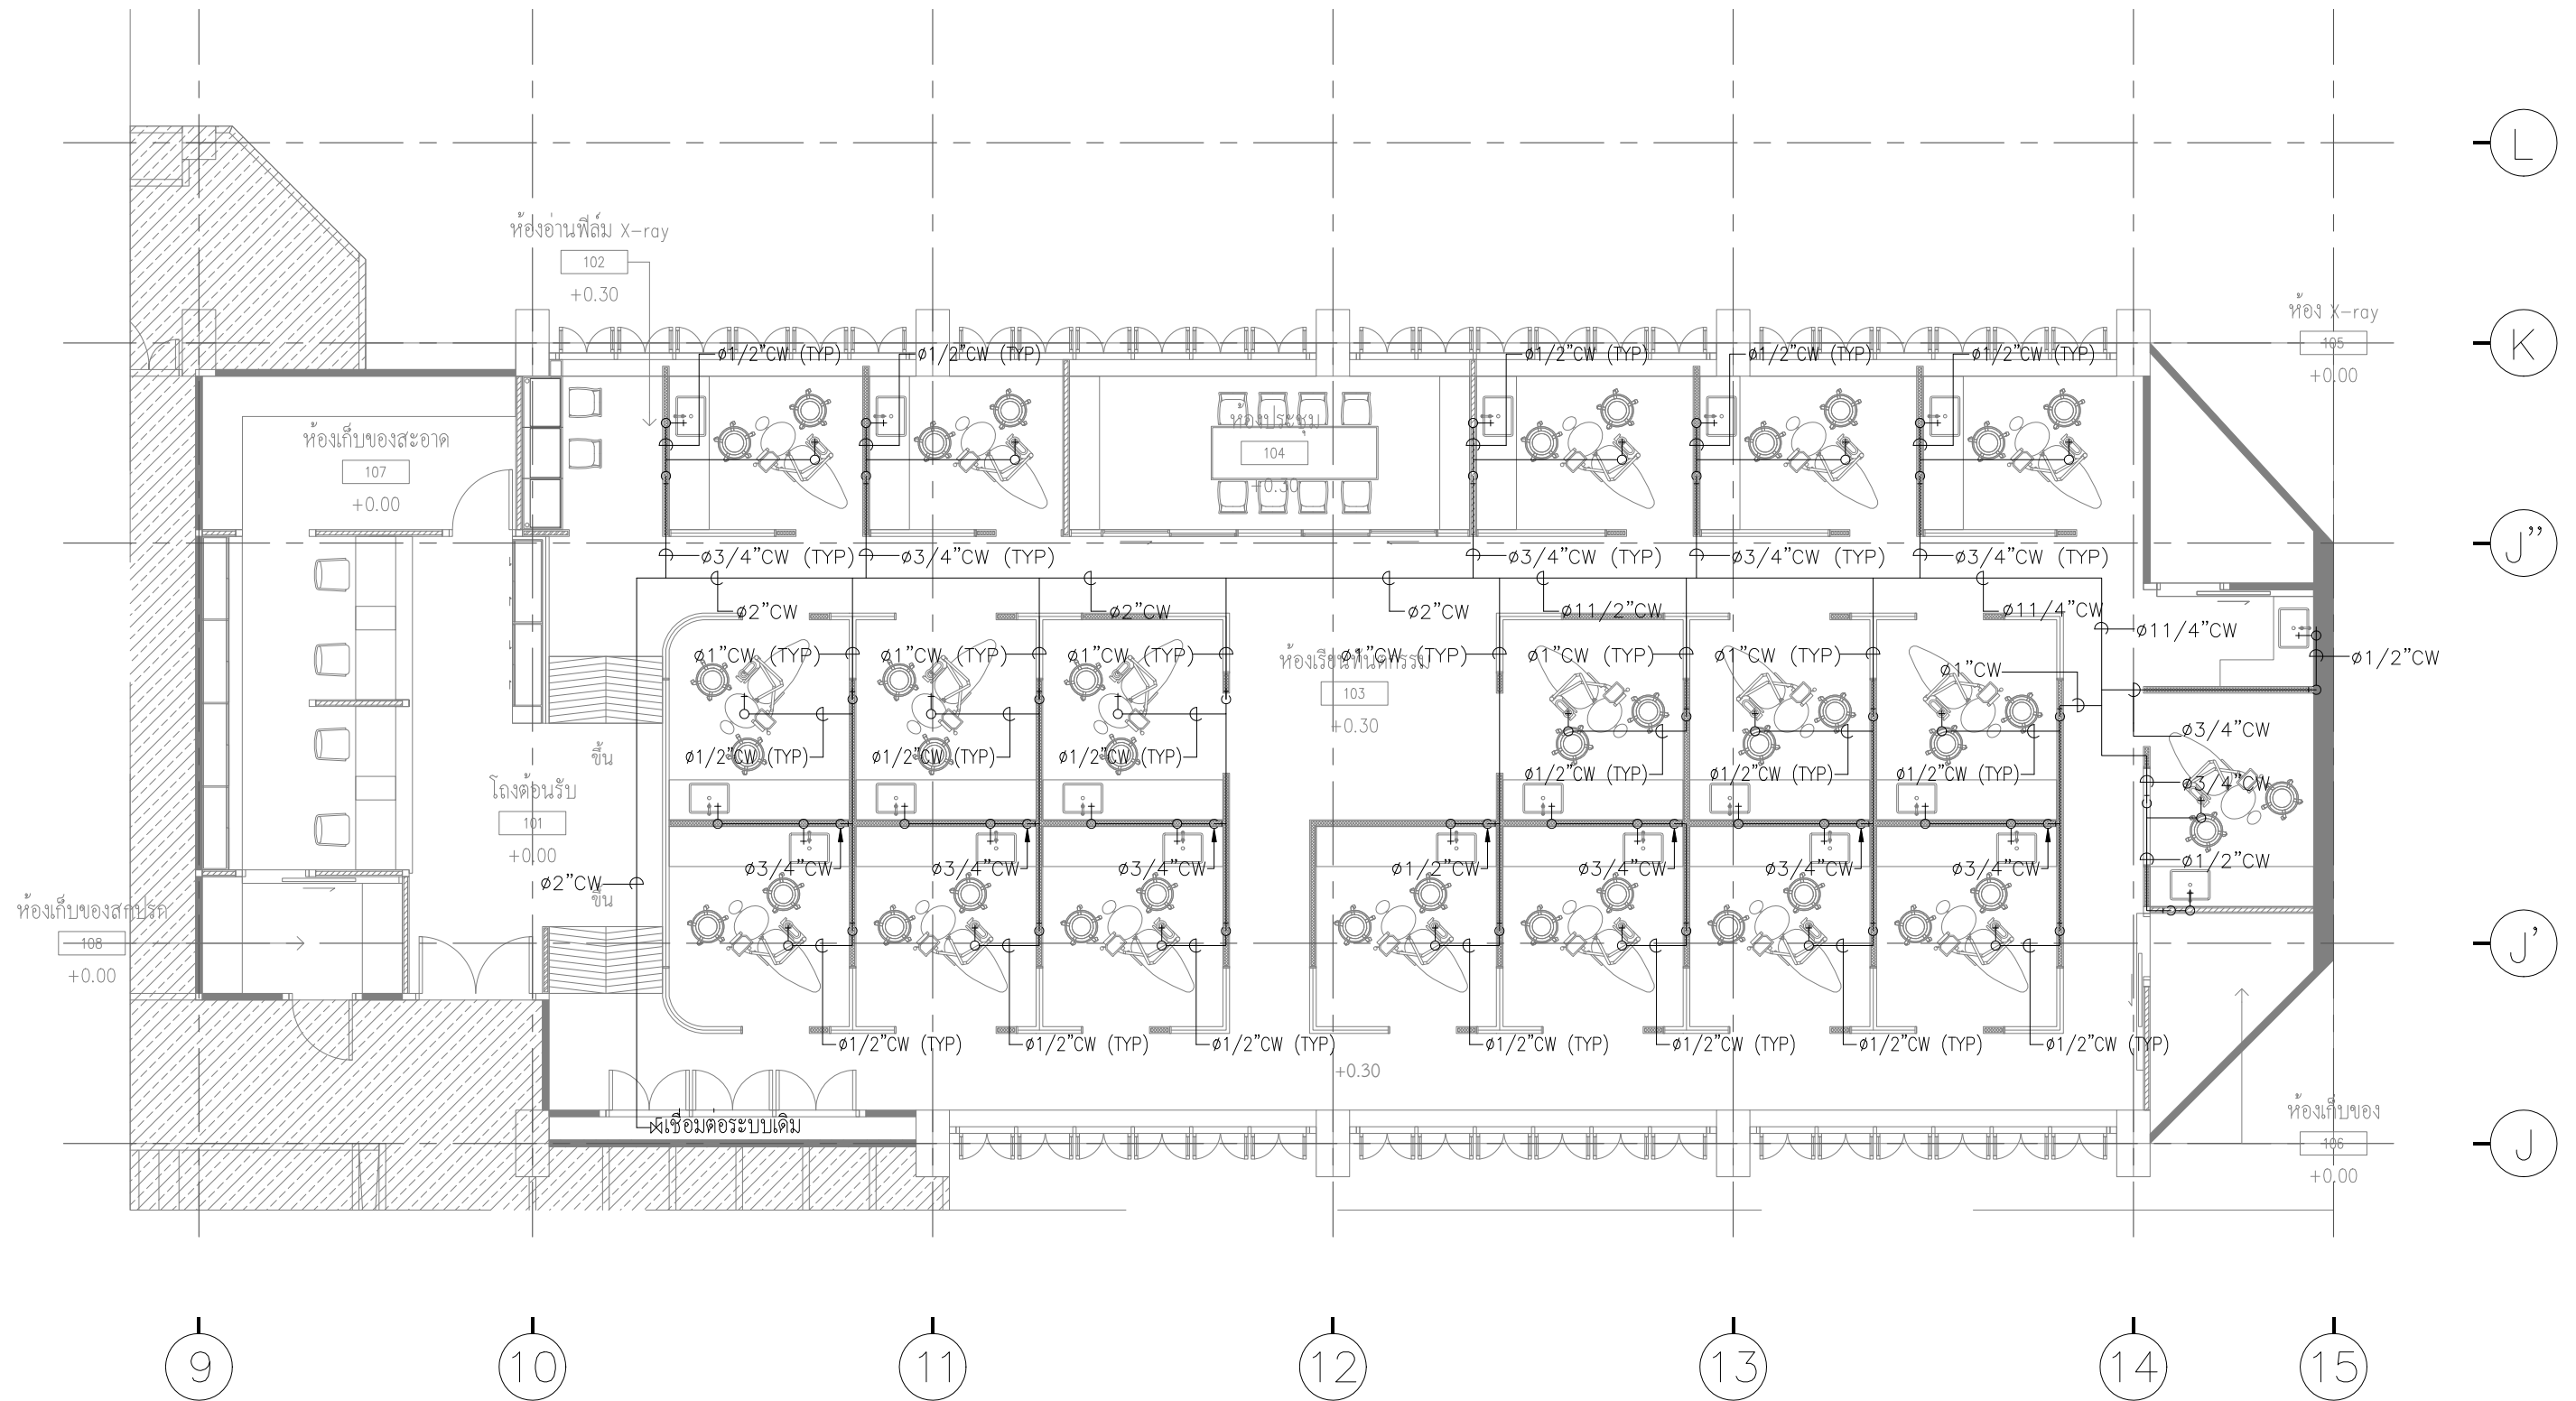 L
ห้องอ่านฟิล์ม X-ray
102
+0.30
ห้อง X-ray
105
+0.00
K
ø1/2"CW (TYP)
ø1/2"CW (TYP)
ø1/2"CW (TYP)
ø1/2"CW (TYP)
ø1/2"CW (TYP)
ห้องเก็บของสะอาด
107
+0.00
ห้องประชุม
104
+0.30
J"
ø3/4"CW (TYP)
ø3/4"CW (TYP)
ø3/4"CW (TYP)
ø3/4"CW (TYP)
ø3/4"CW (TYP)
ø2"CW
ø2"CW
ø2"CW
ø11/2"CW
ø11/4"CW
ø11/4"CW
ø1"CW (TYP)
ø1"CW (TYP)
ø1"CW (TYP)
ø1"CW (TYP)
ø1"CW (TYP)
ø1"CW (TYP)
ø1"CW
ø1/2"CW
ห้องเรียนทันตกรรม
103
+0.30
ø3/4"CW
ขึ้น
ø1/2"CW (TYP)
ø1/2"CW (TYP)
ø1/2"CW (TYP)
ø1/2"CW (TYP)
ø1/2"CW (TYP)
ø1/2"CW (TYP)
ø3/4"CW
โถงต้อนรับ
101
+0.00
ø2"CW
ขึ้น
ø3/4"CW
ø3/4"CW
ø3/4"CW
ø1/2"CW
ø3/4"CW
ø3/4"CW
ø3/4"CW
ø1/2"CW
ห้องเก็บของสกปรก
108
+0.00
J'
ø1/2"CW (TYP)
ø1/2"CW (TYP)
ø1/2"CW (TYP)
ø1/2"CW (TYP)
ø1/2"CW (TYP)
ø1/2"CW (TYP)
ø1/2"CW (TYP)
+0.30
เชื่อมต่อระบบเดิม
ห้องเก็บของ
106
+0.00
J
9
10
11
12
13
14
15